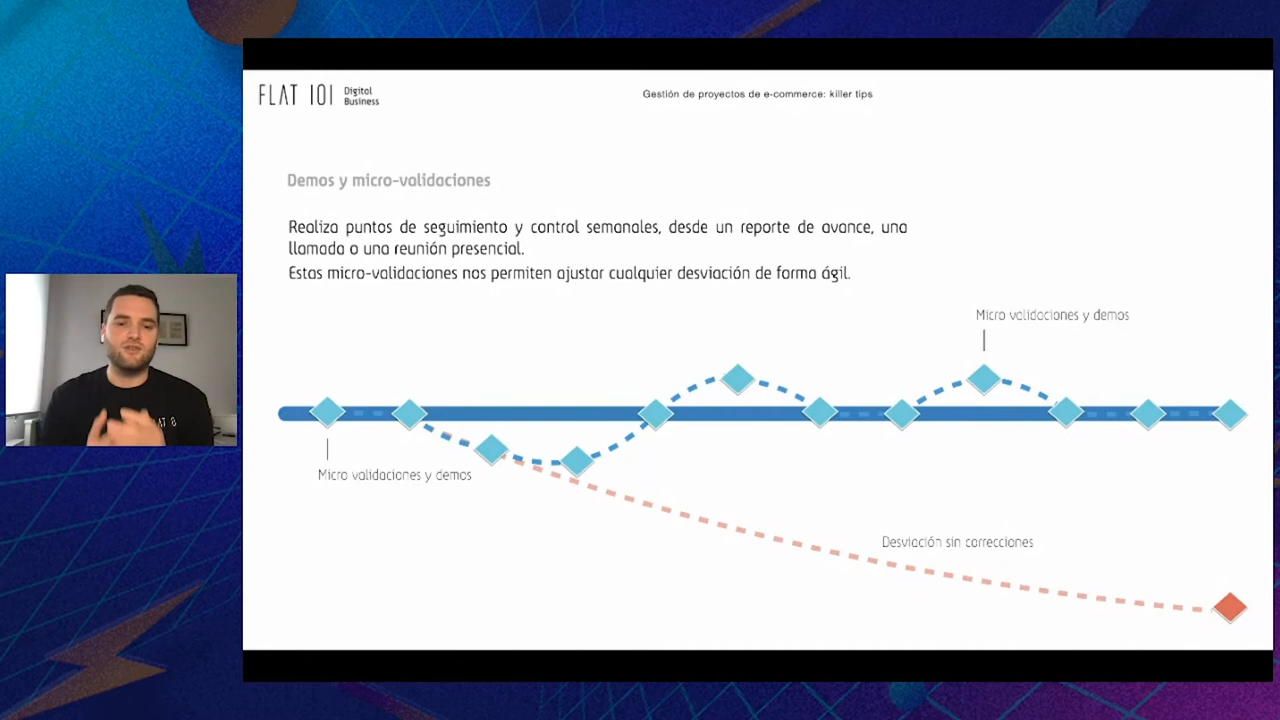 FLAT 101 Digital Business
Gestión de proyectos de e-commerce: killer tips
Demos y micro-validaciones
Realiza puntos de seguimiento y control semanales, desde un reporte de avance, una
llamada o una reunión presencial.
Estas micro-validaciones nos permiten ajustar cualquier desviación de forma ágil.
Micro validaciones y demos
Micro validaciones y demos
Desviación sin correcciones